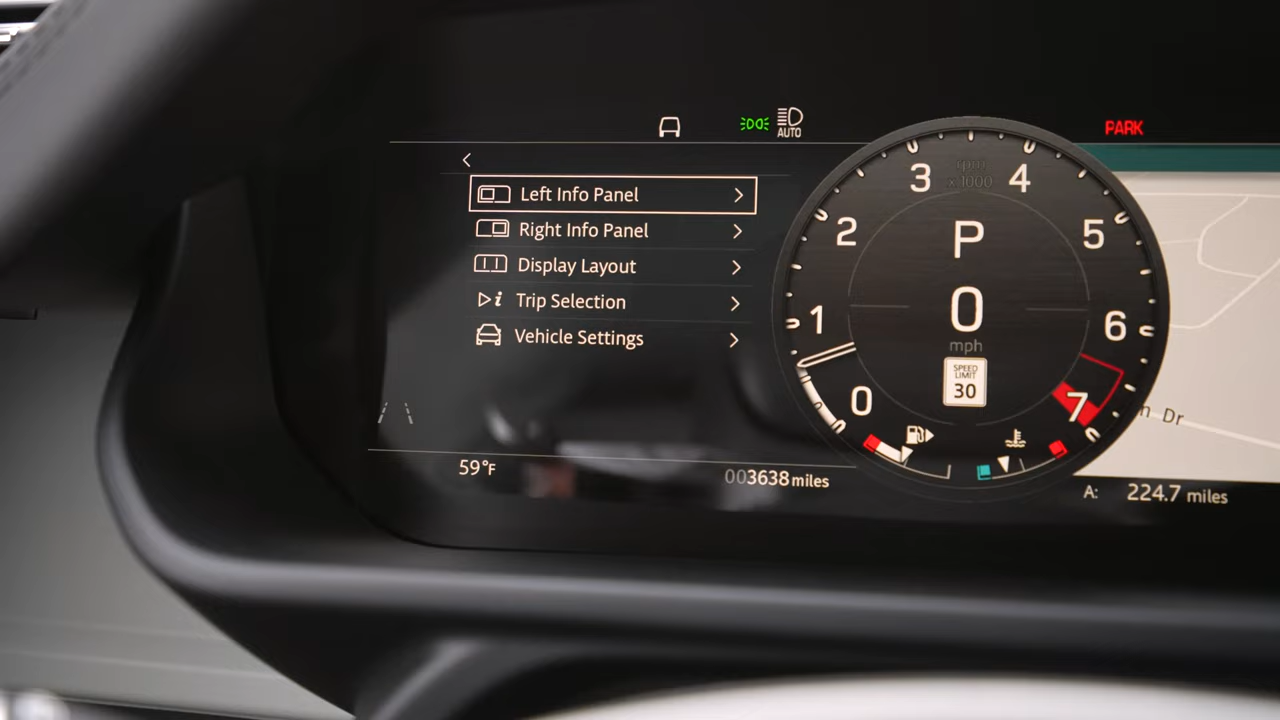 AUTO
PARK
<
Left Info Panel >
Right Info Panel >
Display Layout >
Trip Selection >
Vehicle Settings >
rpm
x1000
0
1
2
3
4
5
6
7
P
0
mph
SPEED
LIMIT
30
Dr
59°F
003638 miles
A: 224.7 miles